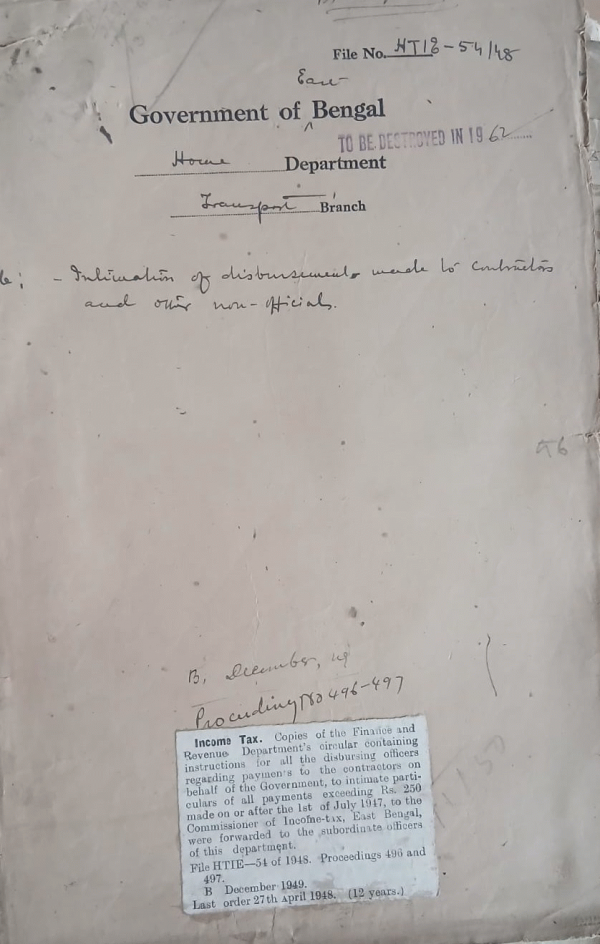 File No. HTIE-54/48
East
Government of ^ Bengal
TO BE DESTROYED IN 1962
Home Department
Transport Branch
- Intimation of disbursements made to Contractors
and other non-officials.
56
B, December, 49
Proceeding No 496-497
Income Tax. Copies of the Finance and
Revenue Department's circular containing
instructions for all the disbursing officers
regarding payments to the contractors on
behalf of the Government, to intimate parti-
culars of all payments exceeding Rs. 250
made on or after the 1st of July 1947, to the
Commissioner of Income-tax, East Bengal,
were forwarded to the subordinate officers
of this department.
File HTIE—54 of 1948. Proceedings 496 and
497.
B December 1949.
Last order 27th April 1948. (12 years.)